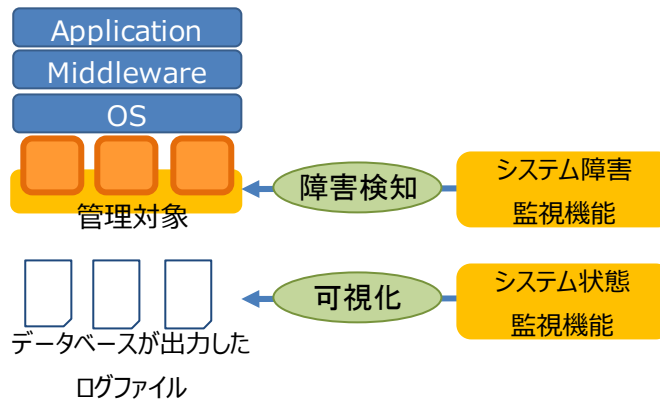 Application
Middleware
OS
管理対象
障害検知
システム障害
監視機能
可視化
システム状態
監視機能
データベースが出力した
ログファイル